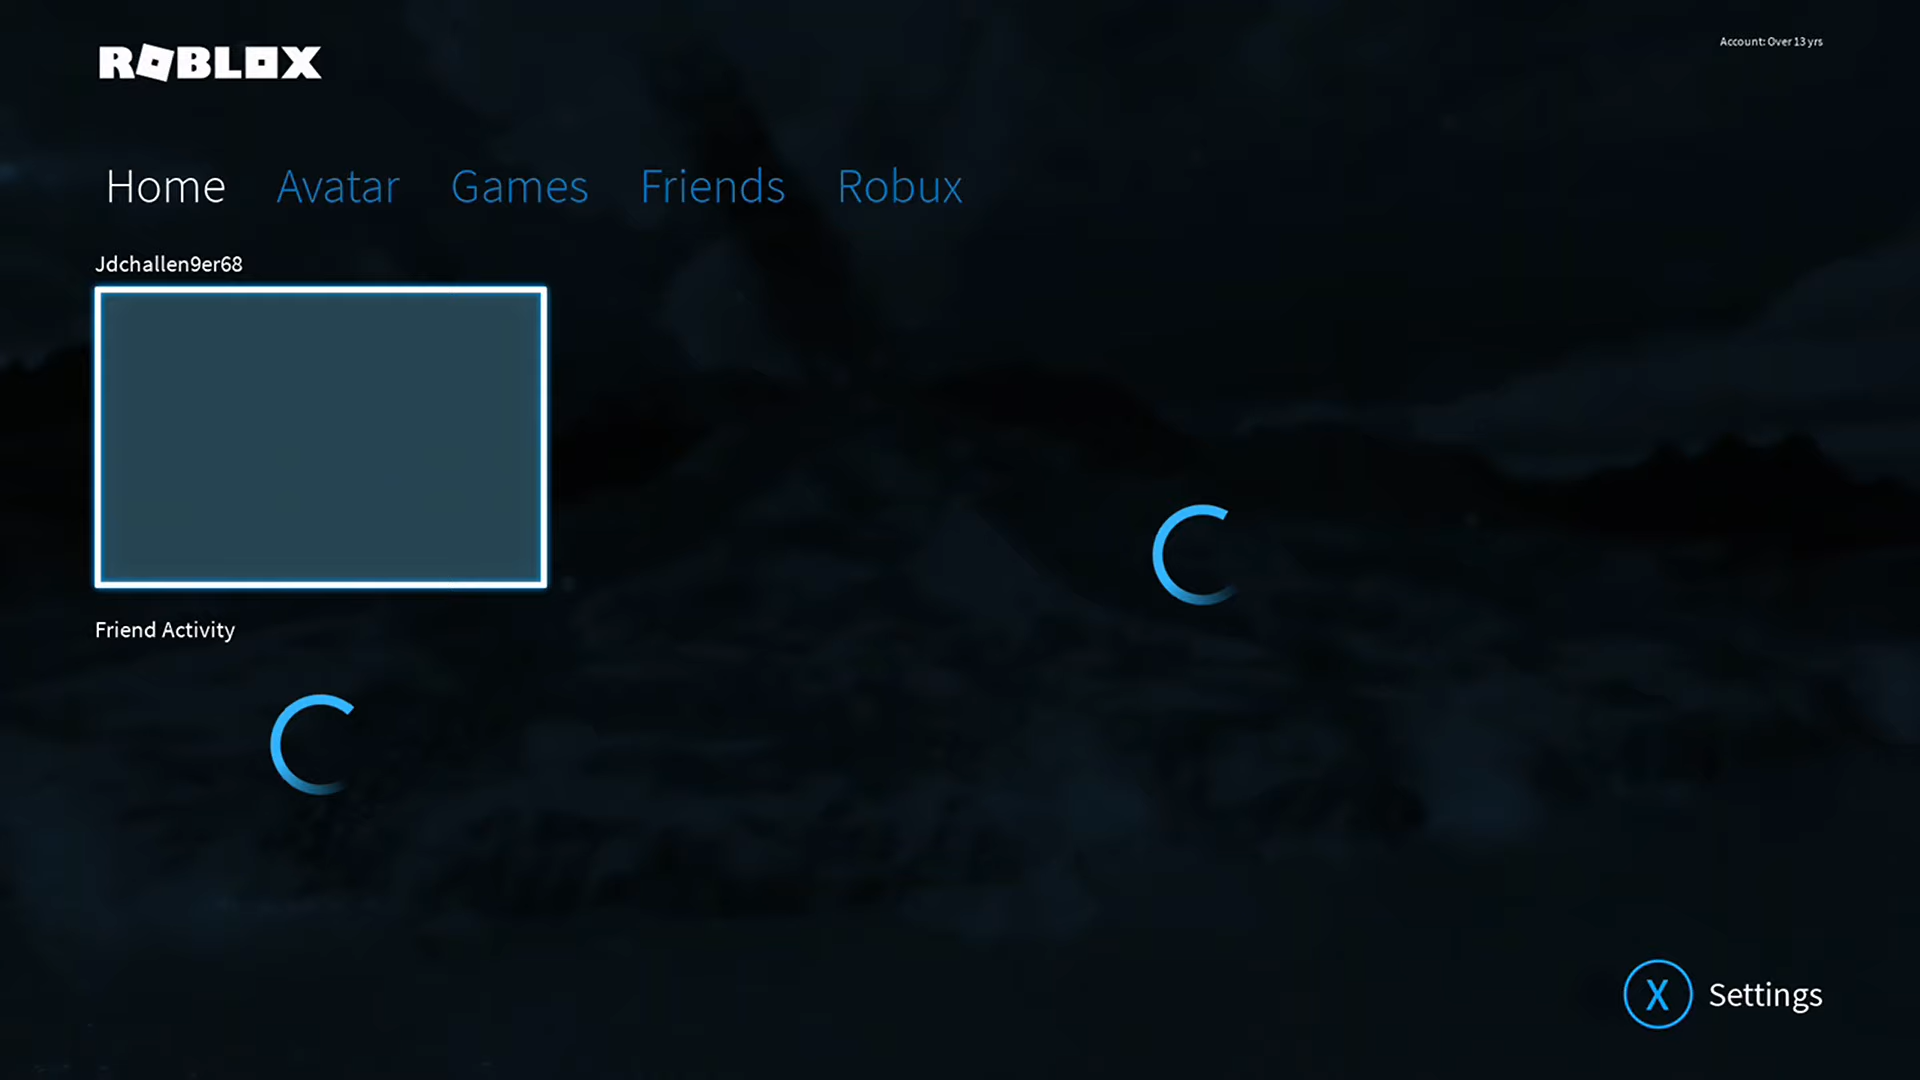 ROBLOX
Account: Over 13 yrs
Home Avatar Games Friends Robux
Jdchallen9er68
Friend Activity
X Settings